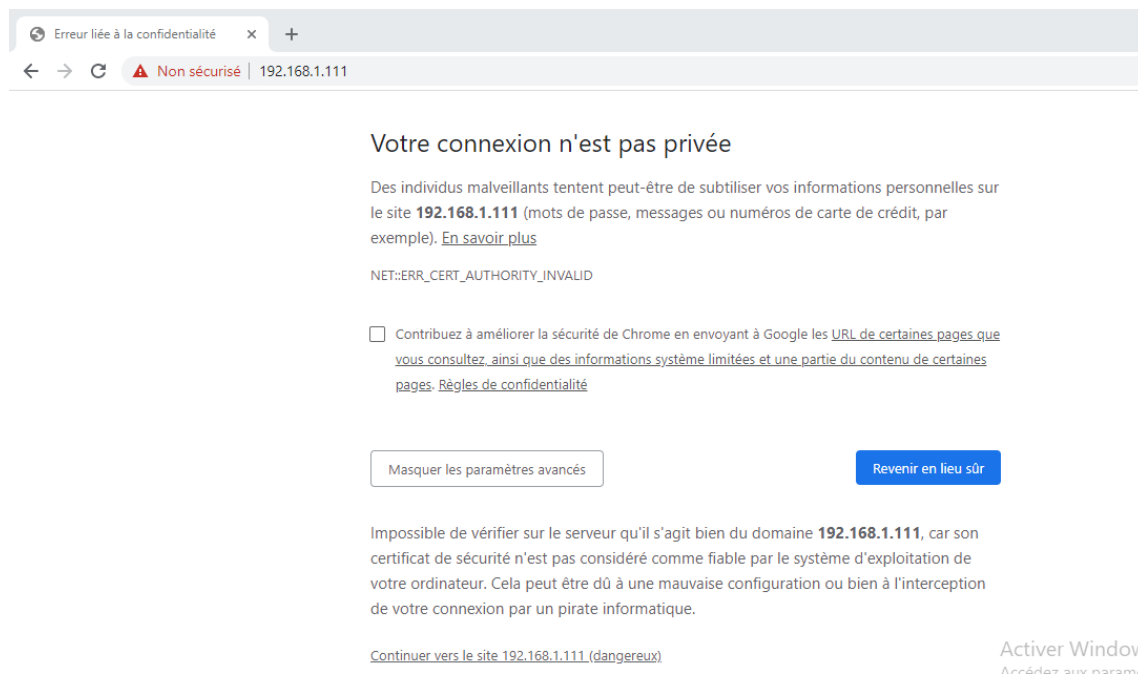 Erreur liée à la confidentialité
Non sécurisé 192.168.1.111
Votre connexion n'est pas privée
Des individus malveillants tentent peut-être de subtiliser vos informations personnelles sur
le site 192.168.1.111 (mots de passe, messages ou numéros de carte de crédit, par
exemple). En savoir plus
NET::ERR_CERT_AUTHORITY_INVALID
Contribuez à améliorer la sécurité de Chrome en envoyant à Google les URL de certaines pages que
vous consultez, ainsi que des informations système limitées et une partie du contenu de certaines
pages. Règles de confidentialité
Masquer les paramètres avancés
Revenir en lieu sûr
Impossible de vérifier sur le serveur qu'il s'agit bien du domaine 192.168.1.111, car son
certificat de sécurité n'est pas considéré comme fiable par le système d'exploitation de
votre ordinateur. Cela peut être dû à une mauvaise configuration ou bien à l'interception
de votre connexion par un pirate informatique.
Continuer vers le site 192.168.1.111 (dangereux)
Activer
Accédez aux